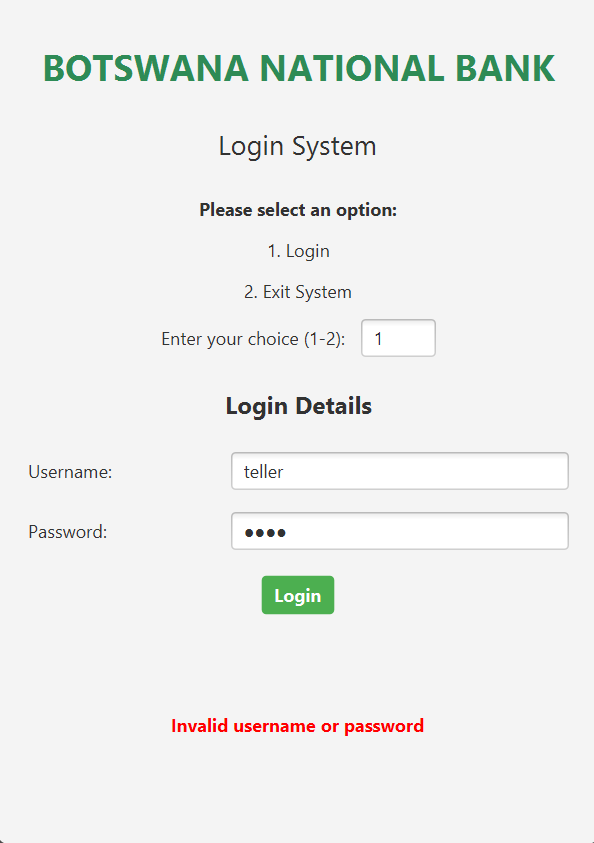 BOTSWANA NATIONAL BANK
Login System
Please select an option:
1. Login
2. Exit System
Enter your choice (1-2): 1
Login Details
Username: teller
Password: ●●●●
Login
Invalid username or password